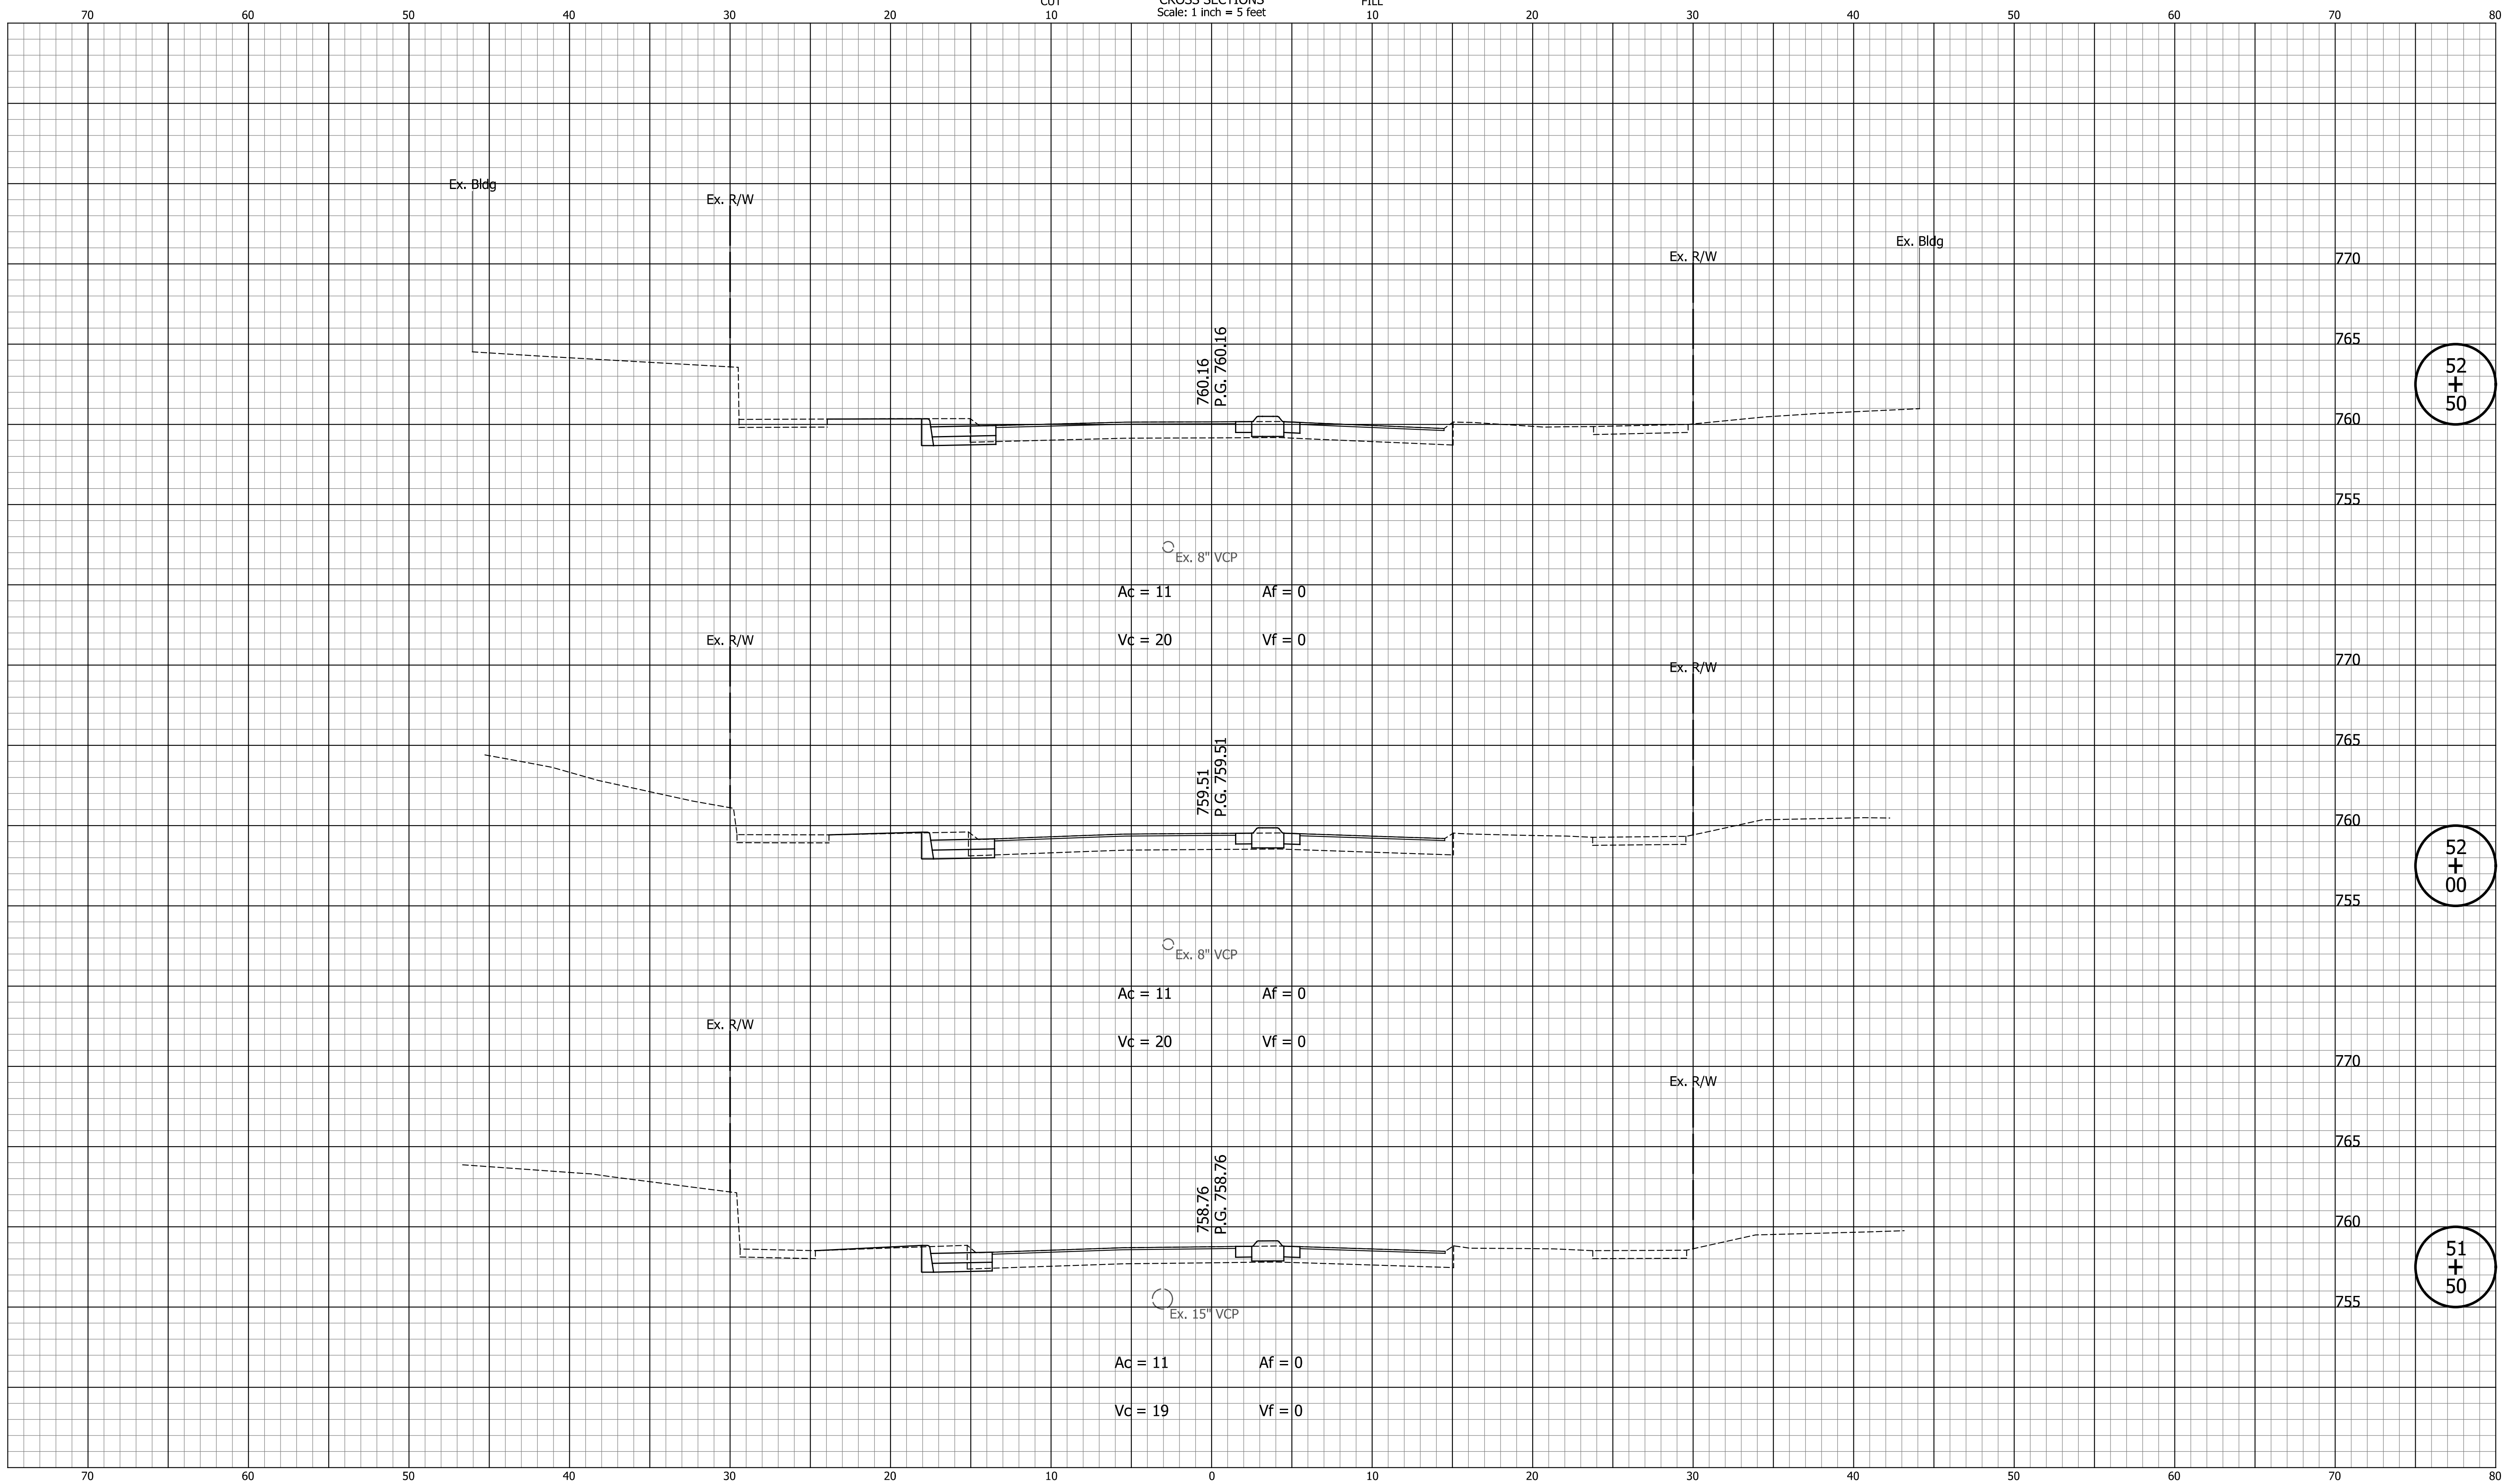 CUT CROSS SECTIONS FILL
Scale: 1 inch = 5 feet
70 60 50 40 30 20 10 10 20 30 40 50 60 70 80
Ex. Bldg
Ex. R/W
Ex. Bldg
Ex. R/W
770
765
760.16
P.G. 760.16
52
+
50
760
755
Ex. 8" VCP
Ac = 11 Af = 0
Vc = 20 Vf = 0
Ex. R/W
Ex. R/W
770
765
759.51
P.G. 759.51
760
52
+
00
755
Ex. 8" VCP
Ac = 11 Af = 0
Ex. R/W
Vc = 20 Vf = 0
770
Ex. R/W
765
758.76
P.G. 758.76
760
51
+
50
755
Ex. 15" VCP
Ac = 11 Af = 0
Vc = 19 Vf = 0
70 60 50 40 30 20 10 0 10 20 30 40 50 60 70 80